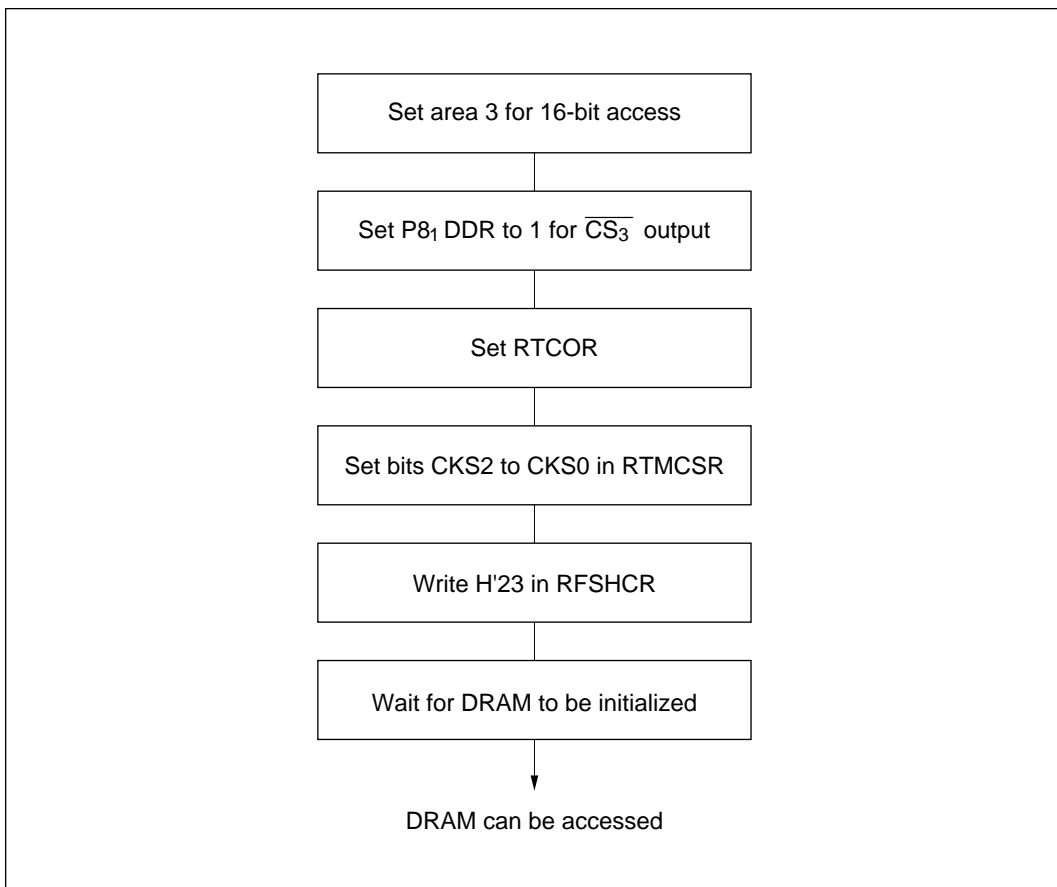 Set area 3 for 16-bit access
Set P8₁ DDR to 1 for C̅S̅₃̅ output
Set RTCOR
Set bits CKS2 to CKS0 in RTMCSR
Write H'23 in RFSHCR
Wait for DRAM to be initialized
DRAM can be accessed